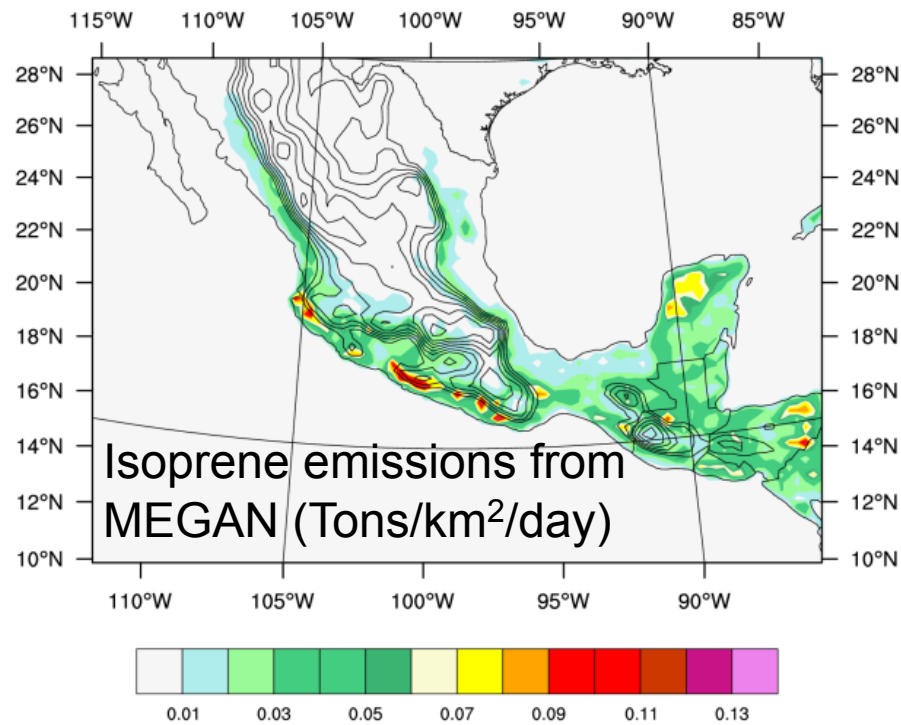 115°W 110°W 105°W 100°W 95°W 90°W 85°W
28°N 28°N
26°N 26°N
24°N 24°N
22°N 22°N
20°N 20°N
18°N 18°N
16°N 16°N
14°N 14°N
Isoprene emissions from
MEGAN (Tons/km²/day)
12°N 12°N
10°N 10°N
110°W 105°W 100°W 95°W 90°W
0.01 0.03 0.05 0.07 0.09 0.11 0.13